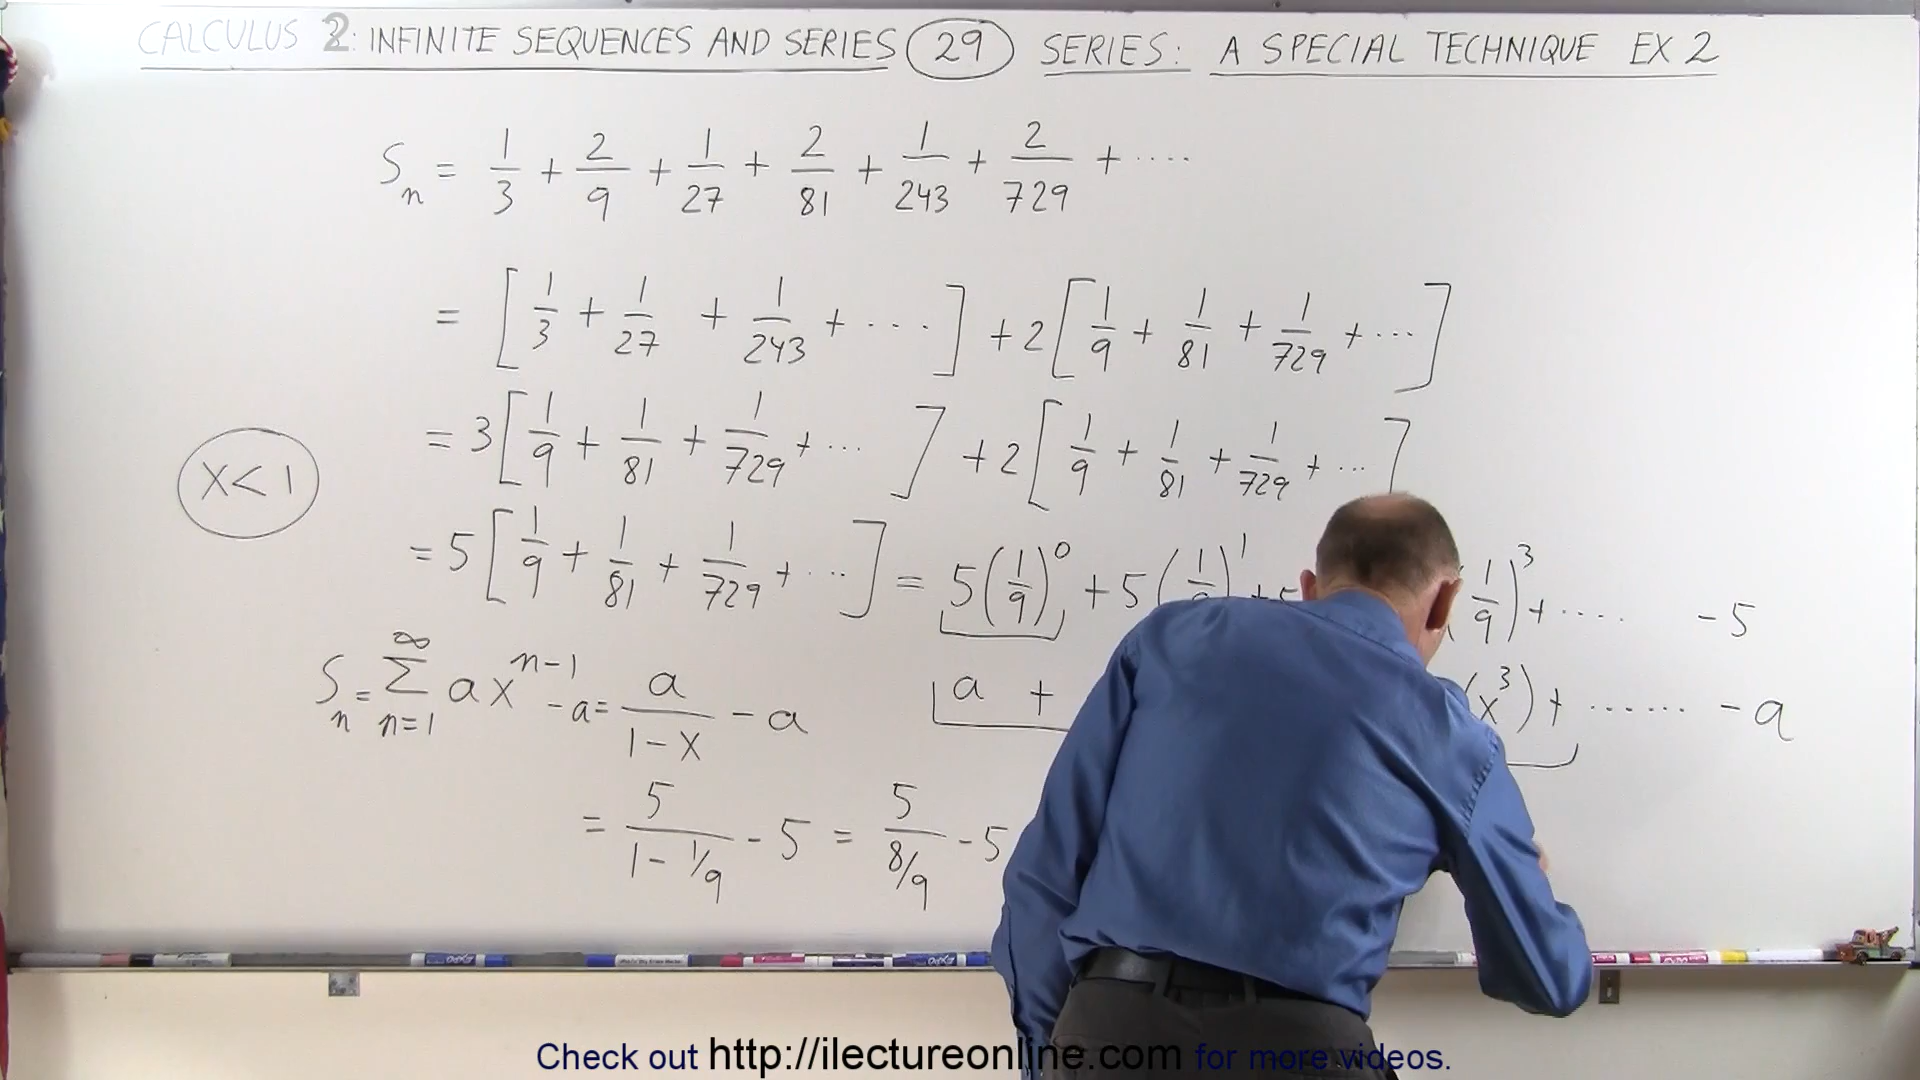 CALCULUS 2: INFINITE SEQUENCES AND SERIES 29 SERIES: A SPECIAL TECHNIQUE EX 2
Sn = 1/3 + 2/9 + 1/27 + 2/81 + 1/243 + 2/729 + ....
= [1/3 + 1/27 + 1/243 + ....] + 2[1/9 + 1/81 + 1/729 + ...]
= 3[1/9 + 1/81 + 1/729 + ...] + 2[1/9 + 1/81 + 1/729 + ...]
x < 1
= 5[1/9 + 1/81 + 1/729 + ...] = 5(1/9)^0 + 5(1/9)^1 + 5 (1/9)^3 + .... - 5
Sn = ∞ Σ n=1 a x^(n-1) - a = a/(1-x) - a
a + (x^3) + ...... - a
= 5/(1 - 1/9) - 5 = 5/(8/9) - 5
Check out http://ilectureonline.com for more videos.